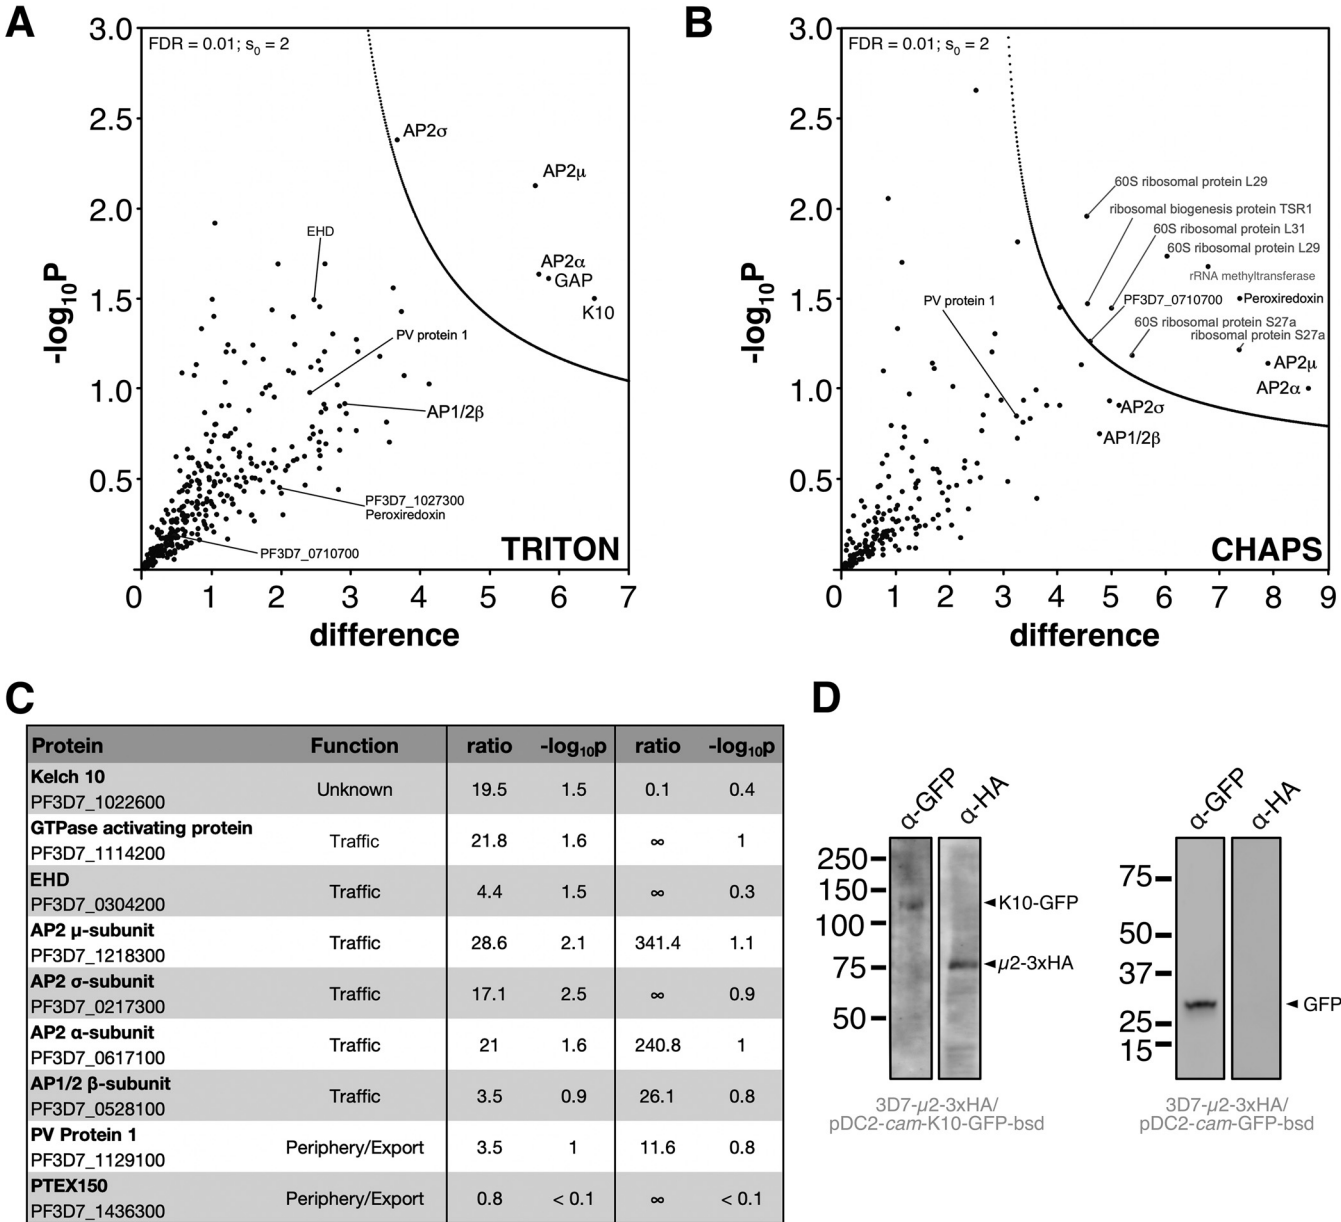 A
3.0
FDR = 0.01; s0 = 2
2.5
AP2σ
AP2μ
2.0
EHD
AP2α
GAP
1.5
K10
PV protein 1
1.0
AP1/2β
0.5
PF3D7_1027300
Peroxiredoxin
PF3D7_0710700
TRITON
-log10P
0 1 2 3 4 5 6 7
difference
B
3.0
FDR = 0.01; s0 = 2
2.5
2.0
60S ribosomal protein L29
ribosomal biogenesis protein TSR1
60S ribosomal protein L31
60S ribosomal protein L29
rRNA methyltransferase
1.5
PV protein 1
PF3D7_0710700
Peroxiredoxin
60S ribosomal protein S27a
ribosomal protein S27a
AP2μ
1.0
AP2α
AP2σ
AP1/2β
0.5
CHAPS
-log10P
0 1 2 3 4 5 6 7 8 9
difference
C
Protein Function ratio -log10p ratio -log10p
Kelch 10
PF3D7_1022600 Unknown 19.5 1.5 0.1 0.4
GTPase activating protein
PF3D7_1114200 Traffic 21.8 1.6 ∞ 1
EHD
PF3D7_0304200 Traffic 4.4 1.5 ∞ 0.3
AP2 μ-subunit
PF3D7_1218300 Traffic 28.6 2.1 341.4 1.1
AP2 σ-subunit
PF3D7_0217300 Traffic 17.1 2.5 ∞ 0.9
AP2 α-subunit
PF3D7_0617100 Traffic 21 1.6 240.8 1
AP1/2 β-subunit
PF3D7_0528100 Traffic 3.5 0.9 26.1 0.8
PV Protein 1
PF3D7_1129100 Periphery/Export 3.5 1 11.6 0.8
PTEX150
PF3D7_1436300 Periphery/Export 0.8 < 0.1 ∞ < 0.1
D
α-GFP α-HA
250
150
K10-GFP
100
75
μ2-3xHA
50
3D7-μ2-3xHA/
pDC2-cam-K10-GFP-bsd
α-GFP α-HA
75
50
37
GFP
25
15
3D7-μ2-3xHA/
pDC2-cam-GFP-bsd